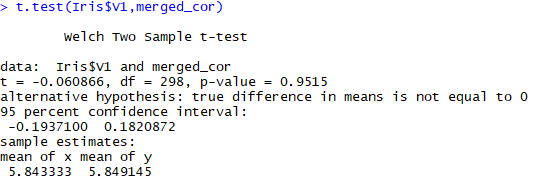 > t.test(Iris$V1,merged_cor)
Welch Two Sample t-test
data:  Iris$V1 and merged_cor
t = -0.060866, df = 298, p-value = 0.9515
alternative hypothesis: true difference in means is not equal to 0
95 percent confidence interval:
 -0.1937100  0.1820872
sample estimates:
mean of x mean of y
 5.843333  5.849145